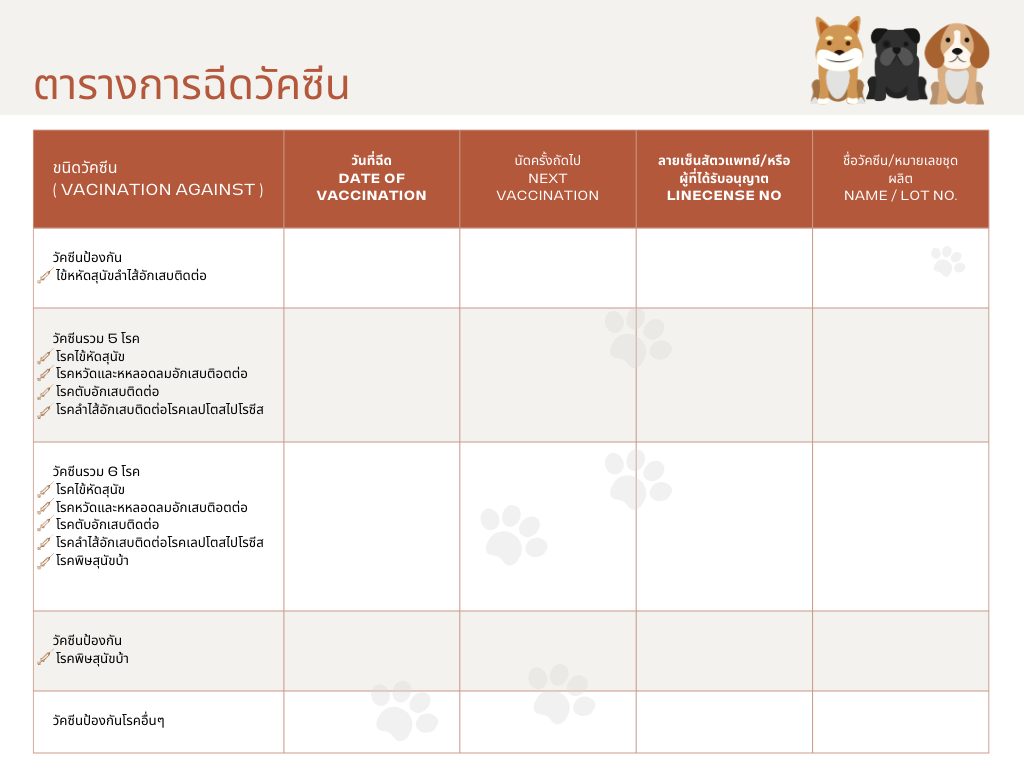 ตารางการฉีดวัคซีน
ขนิดวัคซีน
( VACINATION AGAINST )
วันที่ฉีด
DATE OF
VACCINATION
นัดครั้งถัดไป
NEXT
VACCINATION
ลายเซ็นสัตวแพทย์/หรือ
ผู้ที่ได้รับอนุญาต
LINECENSE NO
ชื่อวัคซีน/หมายเลขชุด
ผลิต
NAME / LOT NO.
วัคซีนป้องกัน
ไข้หหัดสุนัขลำไส้อักเสบติดต่อ
วัคซีนรวม 5 โรค
โรคไข้หัดสุนัข
โรคหวัดและหหลอดลมอักเสบติอตต่อ
โรคตับอักเสบติดต่อ
โรคลำไส้อักเสบติดต่อโรคเลปโตสไปโรซีส
วัคซีนรวม 6 โรค
โรคไข้หัดสุนัข
โรคหวัดและหหลอดลมอักเสบติอตต่อ
โรคตับอักเสบติดต่อ
โรคลำไส้อักเสบติดต่อโรคเลปโตสไปโรซีส
โรคพิษสุนัขบ้า
วัคซีนป้องกัน
โรคพิษสุนัขบ้า
วัคซีนป้องกันโรคอื่นๆ